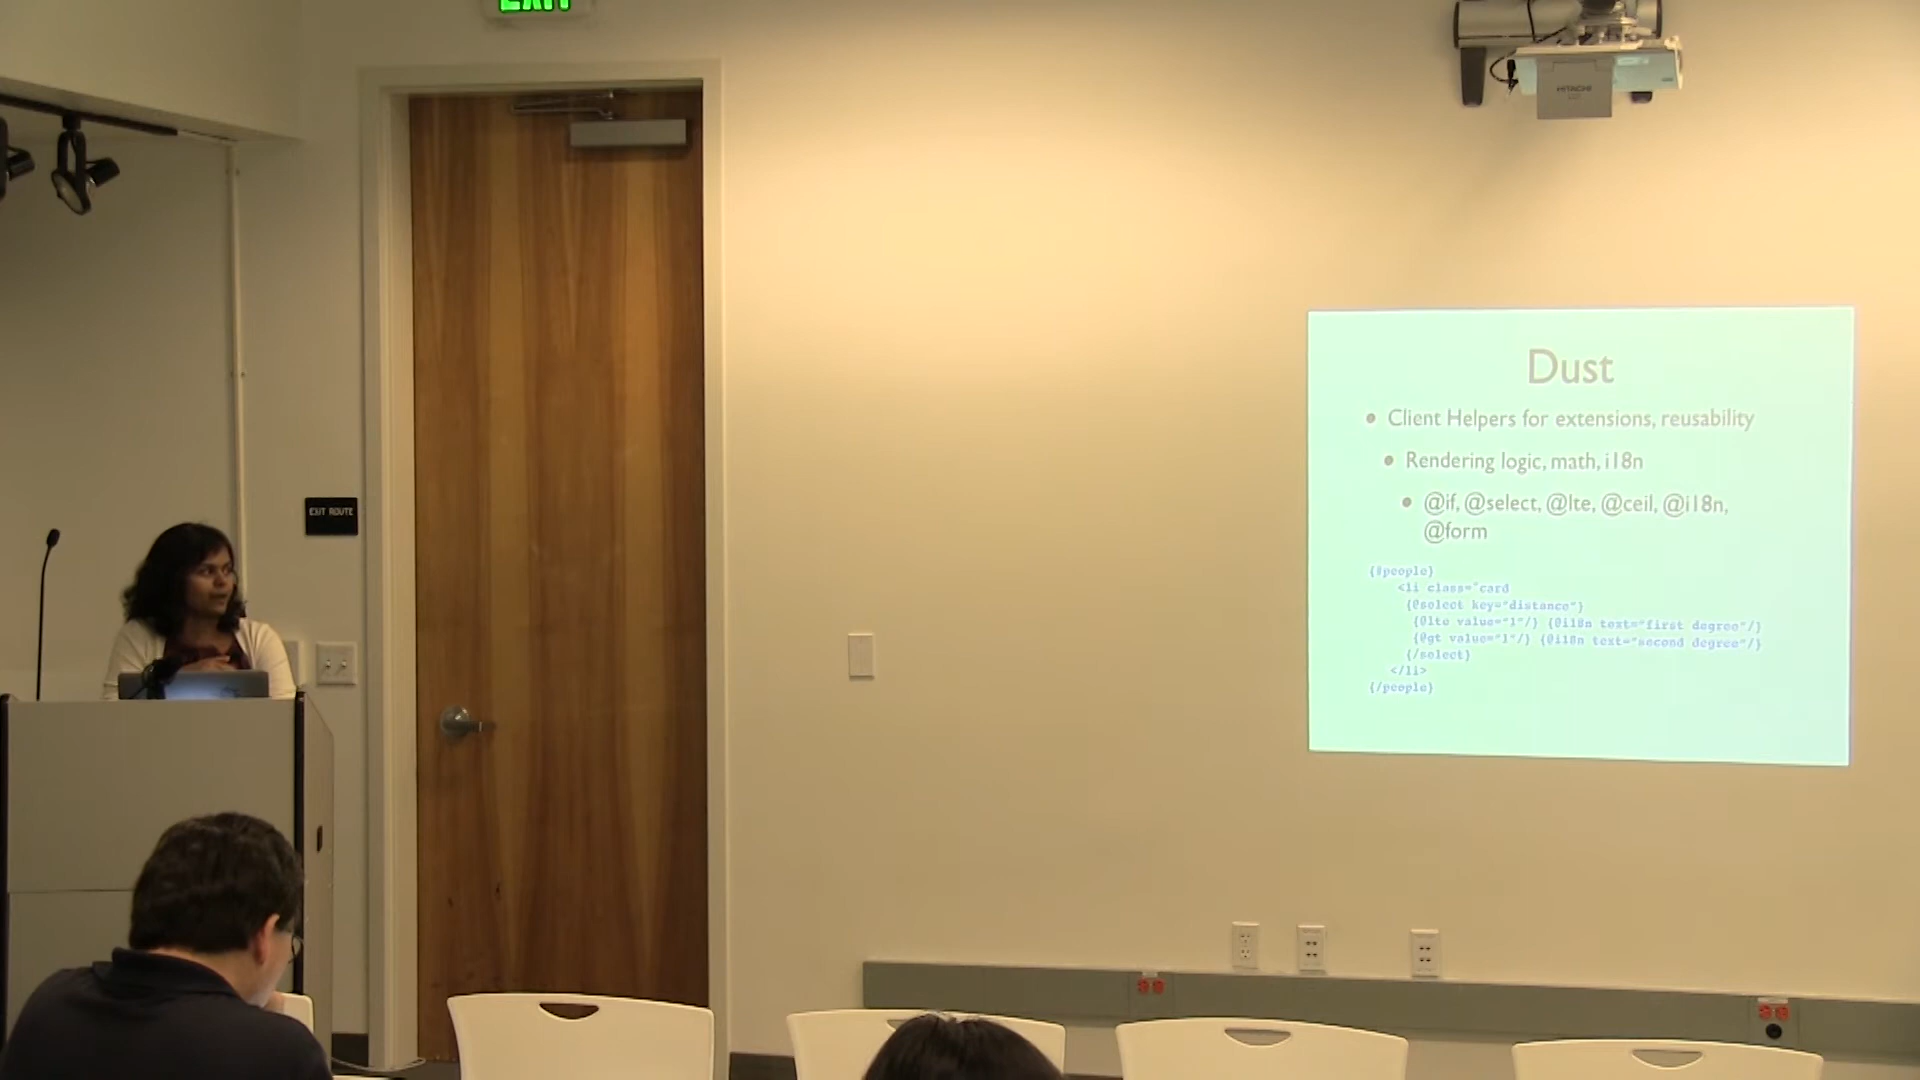 EXIT
HITACHI
EXIT ROUTE
Dust
• Client Helpers for extensions, reusability
• Rendering logic, math, i18n
• @if, @select, @lte, @ceil, @i18n,
@form
{#people}
<li class="card
{@select key="distance"}
{@lte value="1"/} {@i18n text="first degree"/}
{@gt value="1"/} {@i18n text="second degree"/}
{/select}
</li>
{/people}